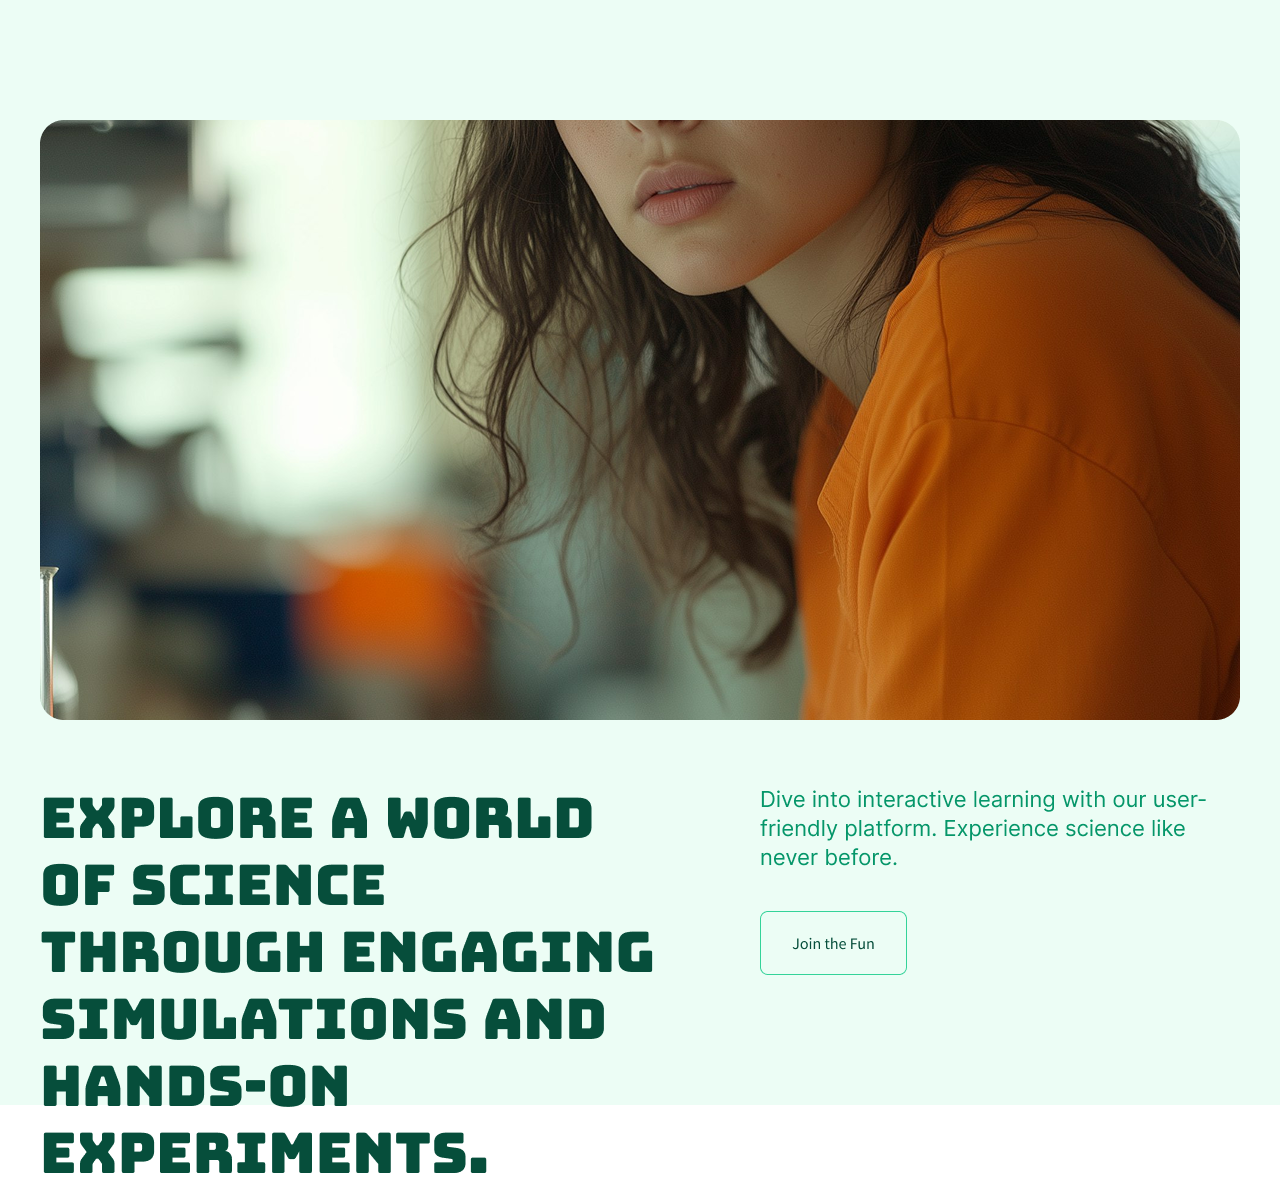 EXPLORE A WORLD
OF SCIENCE
THROUGH ENGAGING
SIMULATIONS AND
HANDS-ON
EXPERIMENTS.
Dive into interactive learning with our user-
friendly platform. Experience science like
never before.
Join the Fun